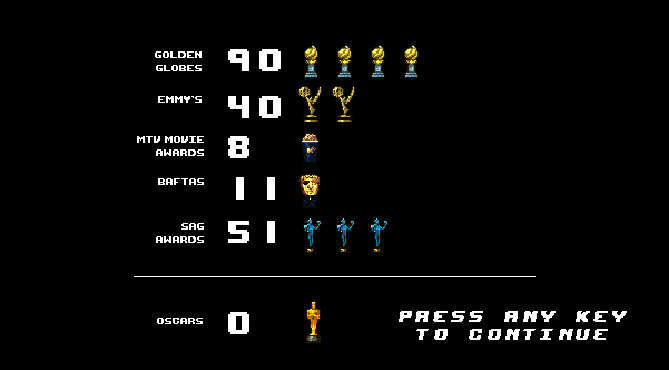 GOLDEN
GLOBES 90
EMMY'S 40
MTV MOVIE
AWARDS 8
BAFTAS 11
SAG
AWARDS 51
OSCARS 0
PRESS ANY KEY
TO CONTINUE